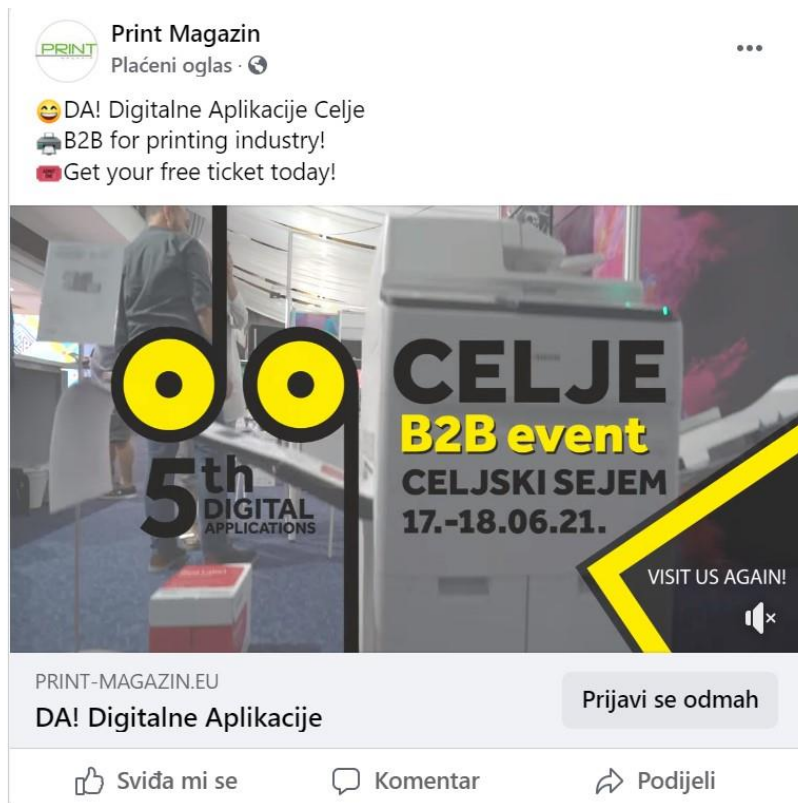 PRINT
Print Magazin
Plaćeni oglas ·
DA! Digitalne Aplikacije Celje
B2B for printing industry!
Get your free ticket today!
da
5th
DIGITAL
APPLICATIONS
CELJE
B2B event
CELJSKI SEJEM
17.-18.06.21.
VISIT US AGAIN!
PRINT-MAGAZIN.EU
DA! Digitalne Aplikacije
Prijavi se odmah
Sviđa mi se
Komentar
Podijeli